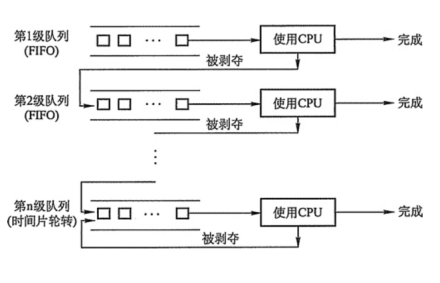 第1级队列
(FIFO)
使用CPU
完成
被剥夺
第2级队列
(FIFO)
使用CPU
完成
被剥夺
第n级队列
(时间片轮转)
使用CPU
完成
被剥夺